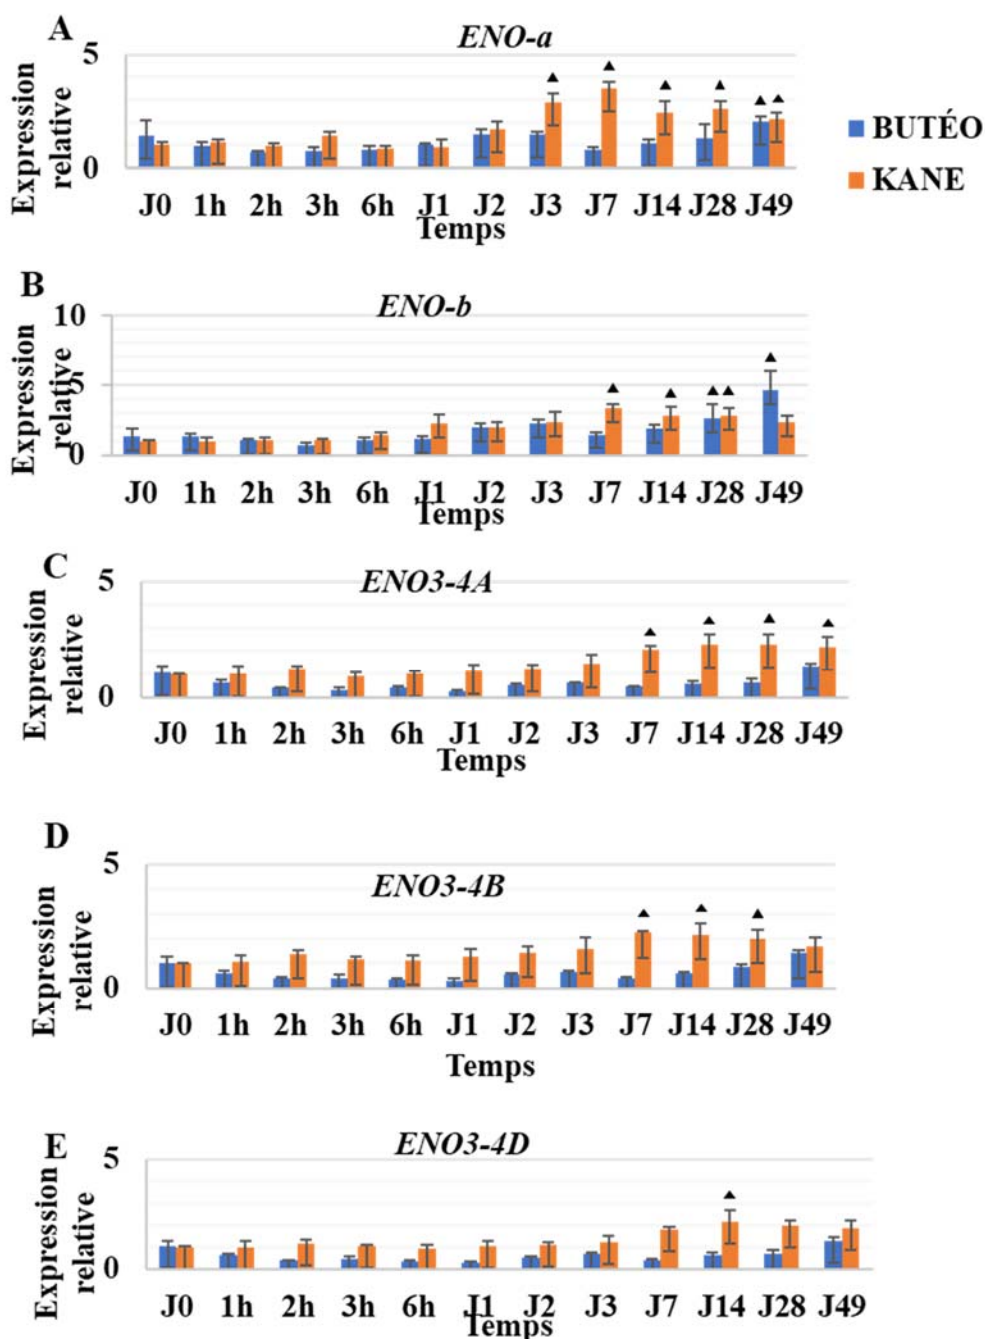 A
ENO-a
Expression relative
5
0
J0 1h 2h 3h 6h J1 J2 J3 J7 J14 J28 J49
Temps
BUTÉO
KANE
B
ENO-b
Expression relative
10
5
0
J0 1h 2h 3h 6h J1 J2 J3 J7 J14 J28 J49
Temps
C
ENO3-4A
Expression relative
5
0
J0 1h 2h 3h 6h J1 J2 J3 J7 J14 J28 J49
Temps
D
ENO3-4B
Expression relative
5
0
J0 1h 2h 3h 6h J1 J2 J3 J7 J14 J28 J49
Temps
E
ENO3-4D
Expression relative
5
0
J0 1h 2h 3h 6h J1 J2 J3 J7 J14 J28 J49
Temps